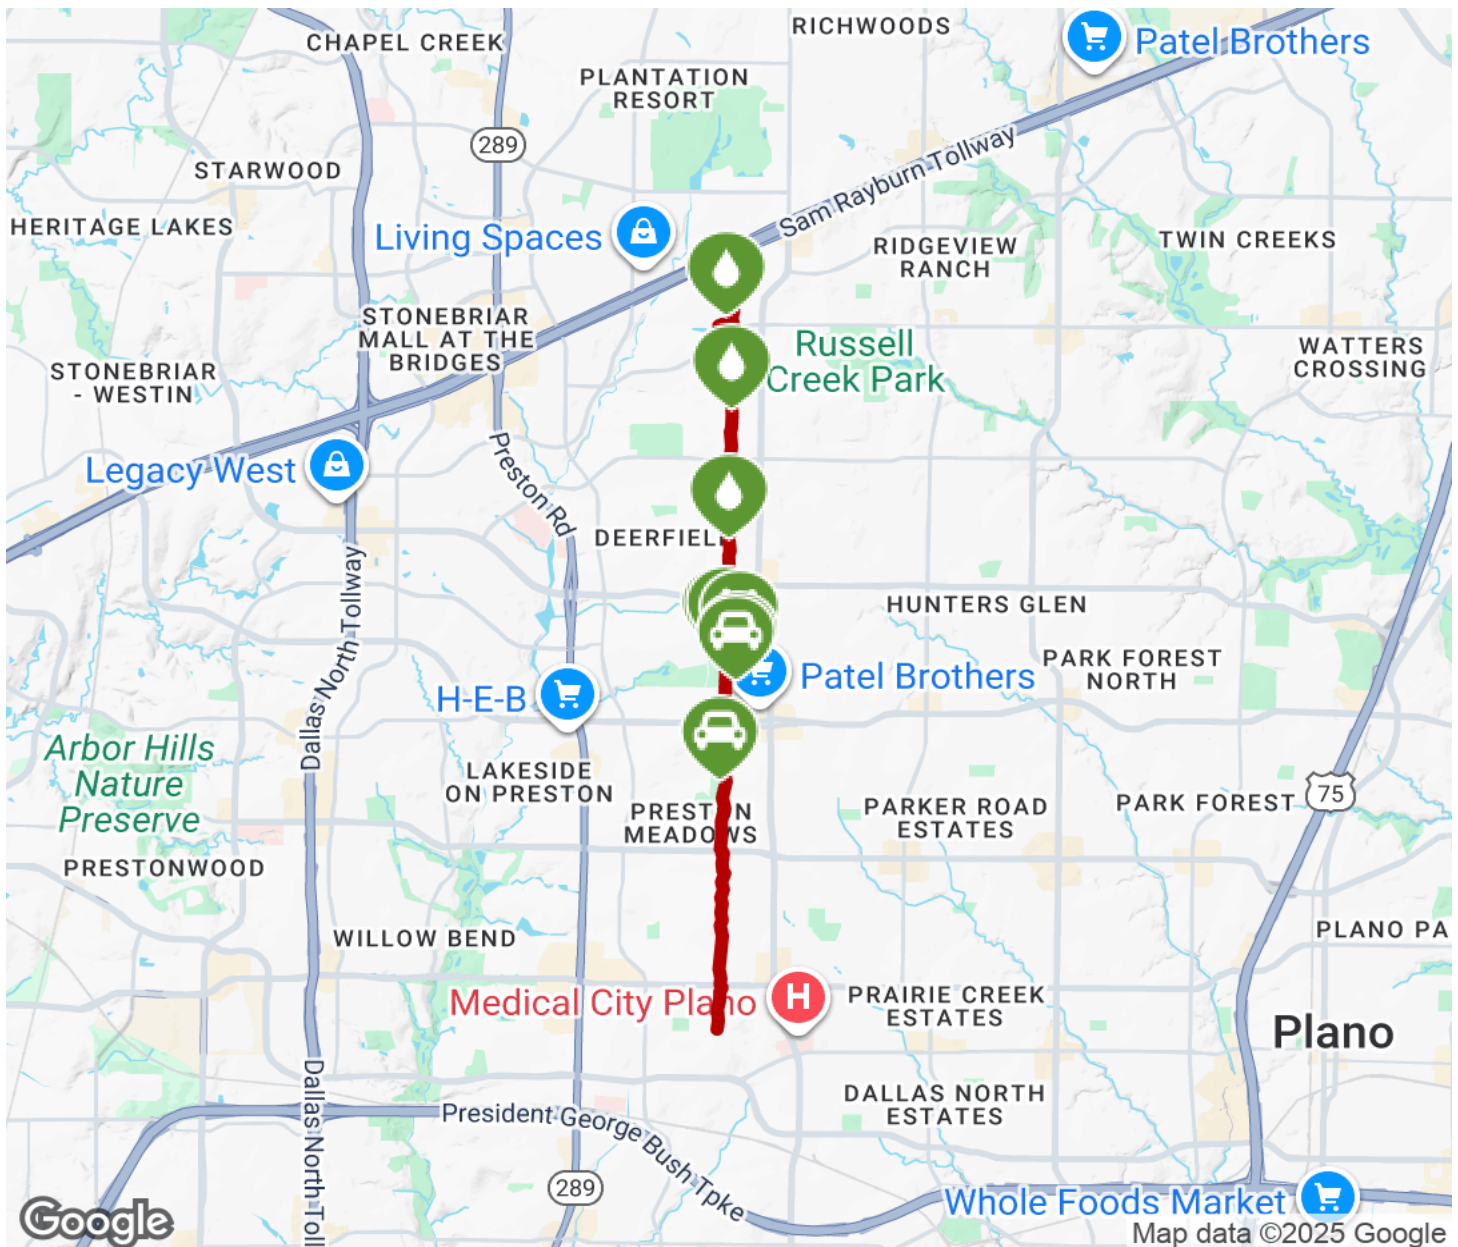 RICHWOODS
Patel Brothers
CHAPEL CREEK
PLANTATION
RESORT
289
Sam Rayburn Tollway
STARWOOD
HERITAGE LAKES
Living Spaces
RIDGEVIEW
RANCH
TWIN CREEKS
STONEBRIAR
MALL AT THE
BRIDGES
Russell
Creek Park
WATTERS
CROSSING
STONEBRIAR
- WESTIN
Legacy West
Preston Rd
DEERFIEL
Dallas North Tollway
HUNTERS GLEN
PARK FOREST
NORTH
Patel Brothers
H-E-B
Arbor Hills
Nature
Preserve
LAKESIDE
ON PRESTON
PRESTON
MEADOWS
PARKER ROAD
ESTATES
PARK FOREST
75
PRESTONWOOD
WILLOW BEND
PLANO PA
Medical City Plano
H
PRAIRIE CREEK
ESTATES
Plano
Dallas North Toll
DALLAS NORTH
ESTATES
President George Bush Tpke
289
Whole Foods Market
Google
Map data ©2025 Google